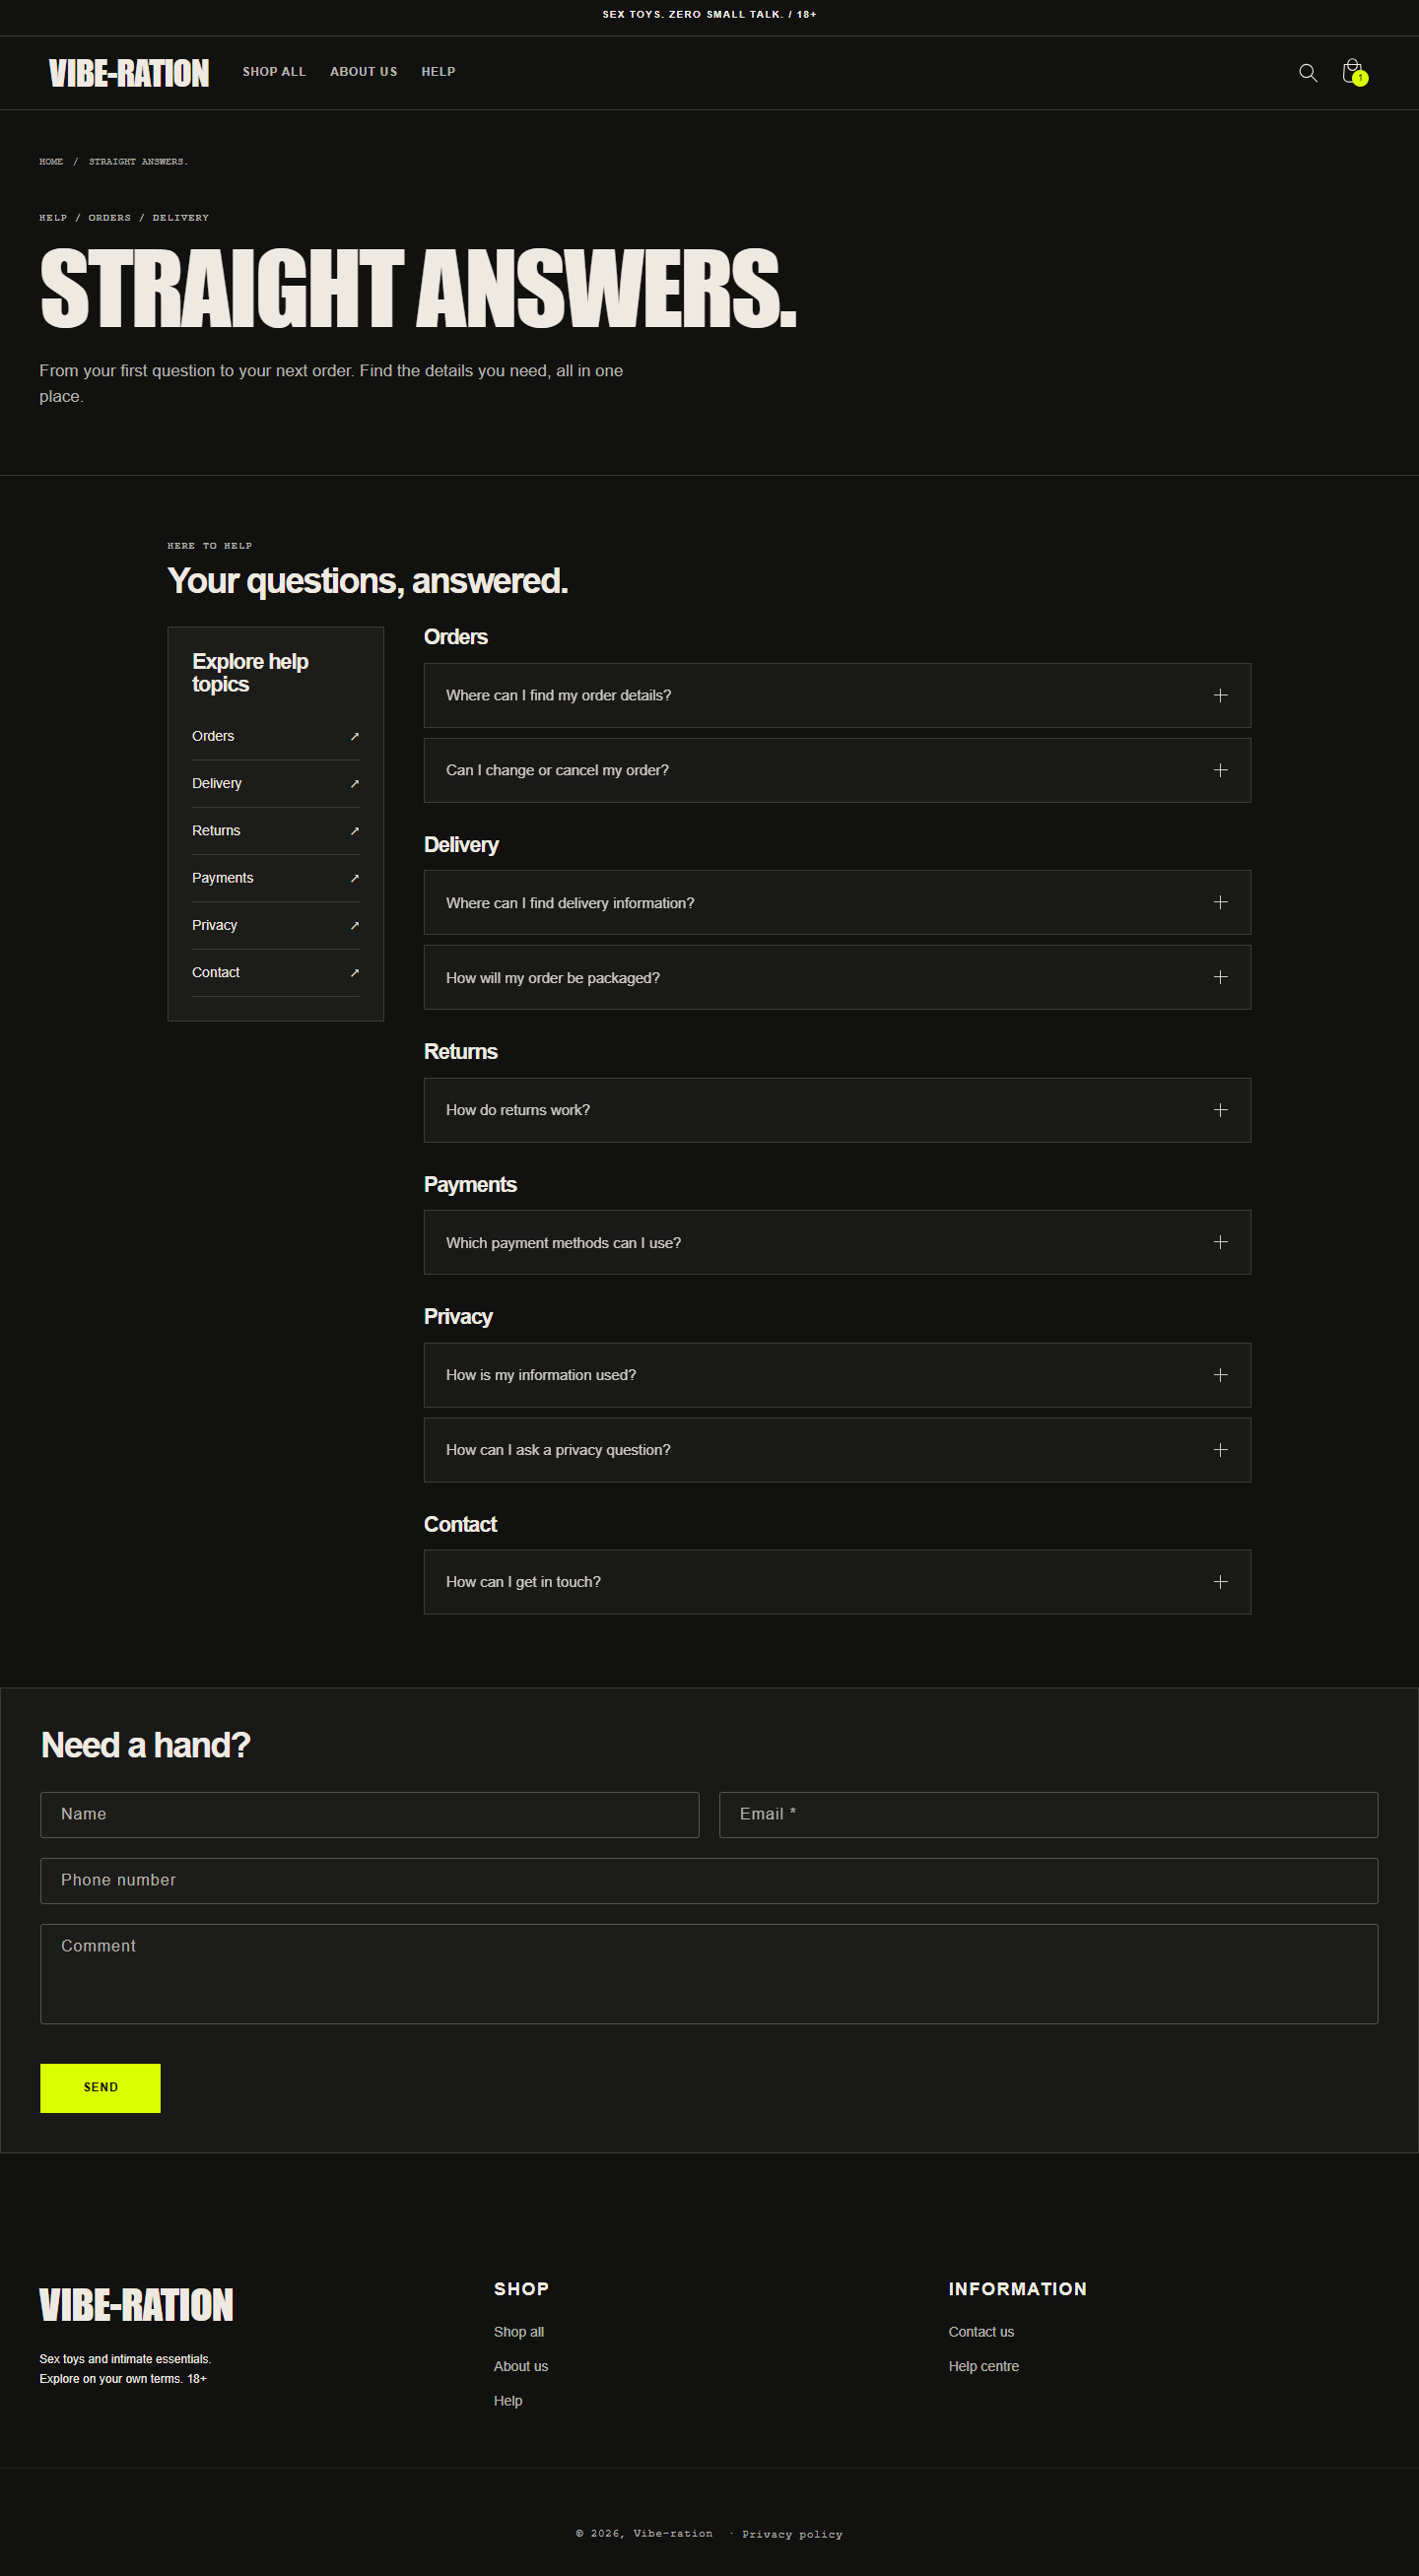 SEX TOYS. ZERO SMALL TALK. / 18+
VIBE-RATION
SHOP ALL
ABOUT US
HELP
1
HOME / STRAIGHT ANSWERS.
HELP / ORDERS / DELIVERY
STRAIGHT ANSWERS.
From your first question to your next order. Find the details you need, all in one
place.
HERE TO HELP
Your questions, answered.
Explore help
topics
Orders
Delivery
Returns
Payments
Privacy
Contact
Orders
Where can I find my order details?
Can I change or cancel my order?
Delivery
Where can I find delivery information?
How will my order be packaged?
Returns
How do returns work?
Payments
Which payment methods can I use?
Privacy
How is my information used?
How can I ask a privacy question?
Contact
How can I get in touch?
Need a hand?
Name
Email *
Phone number
Comment
SEND
VIBE-RATION
Sex toys and intimate essentials.
Explore on your own terms. 18+
SHOP
Shop all
About us
Help
INFORMATION
Contact us
Help centre
© 2026, Vibe-ration · Privacy policy